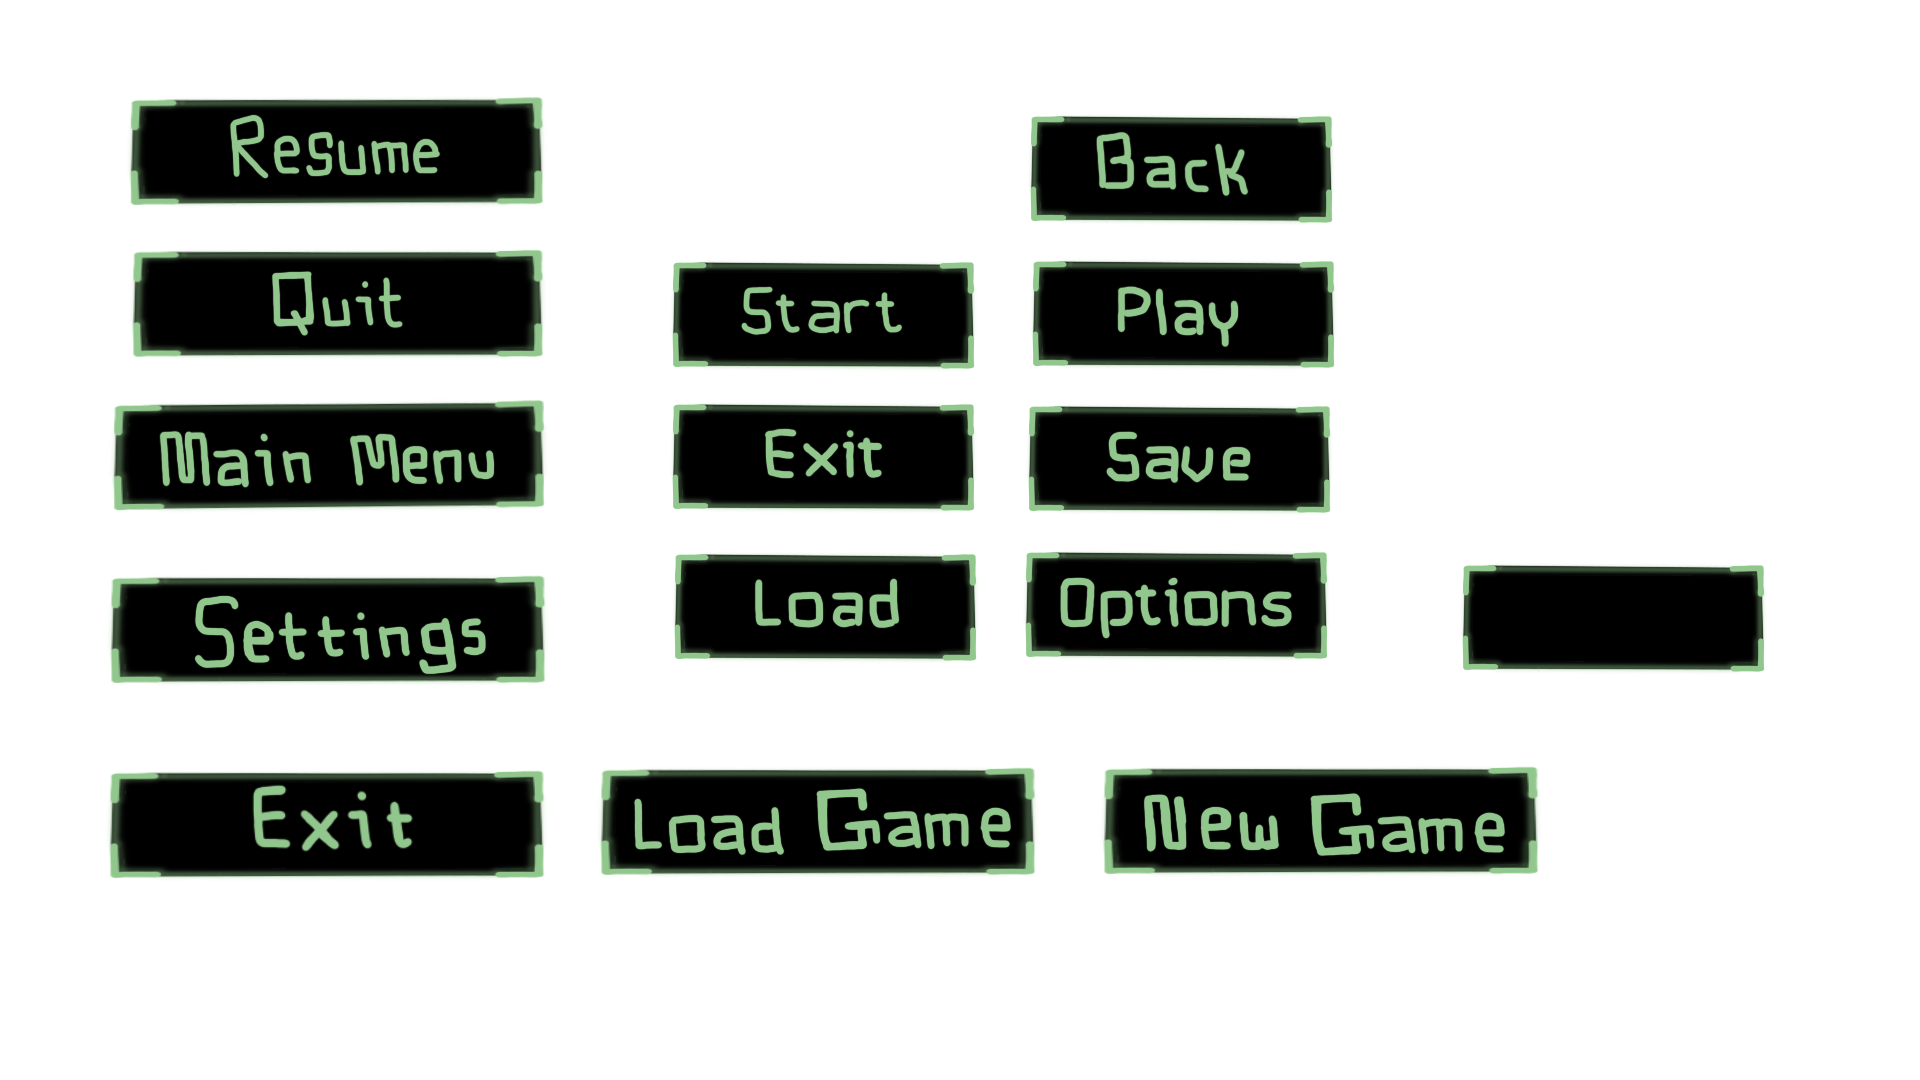 Resume
Quit
Main Menu
Settings
Exit
Start
Exit
Load
Back
Play
Save
Options
Load Game
New Game